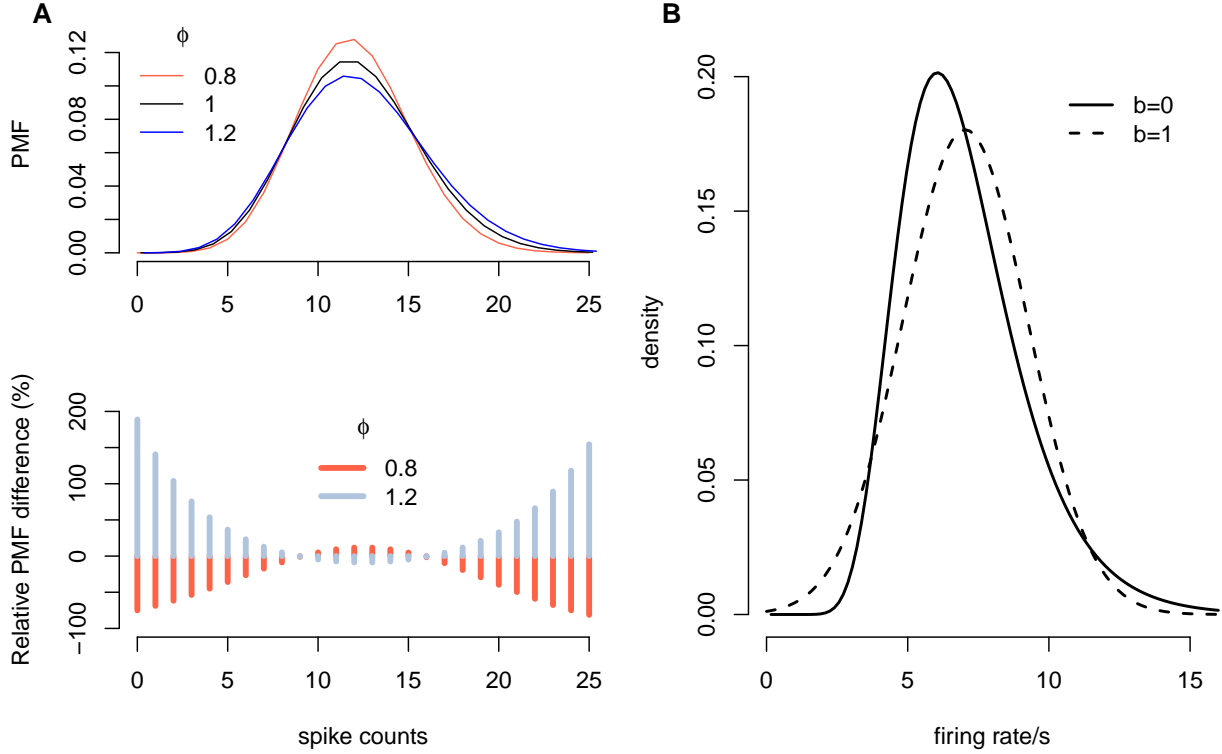 A
ϕ
0.8
1
1.2
PMF
0.00 0.04 0.08 0.12
0 5 10 15 20 25
Relative PMF difference (%)
−100 0 100 200
ϕ
0.8
1.2
0 5 10 15 20 25
spike counts
B
b=0
b=1
density
0.00 0.05 0.10 0.15 0.20
0 5 10 15
firing rate/s